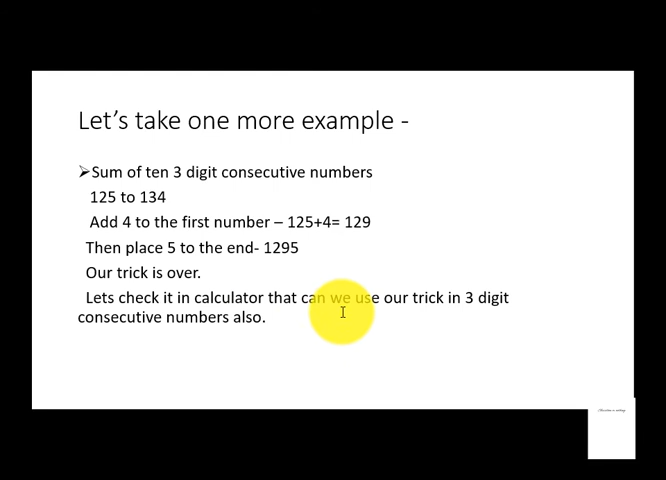 Let's take one more example -
➢Sum of ten 3 digit consecutive numbers
125 to 134
Add 4 to the first number – 125+4= 129
Then place 5 to the end- 1295
Our trick is over.
Lets check it in calculator that can we use our trick in 3 digit
consecutive numbers also.